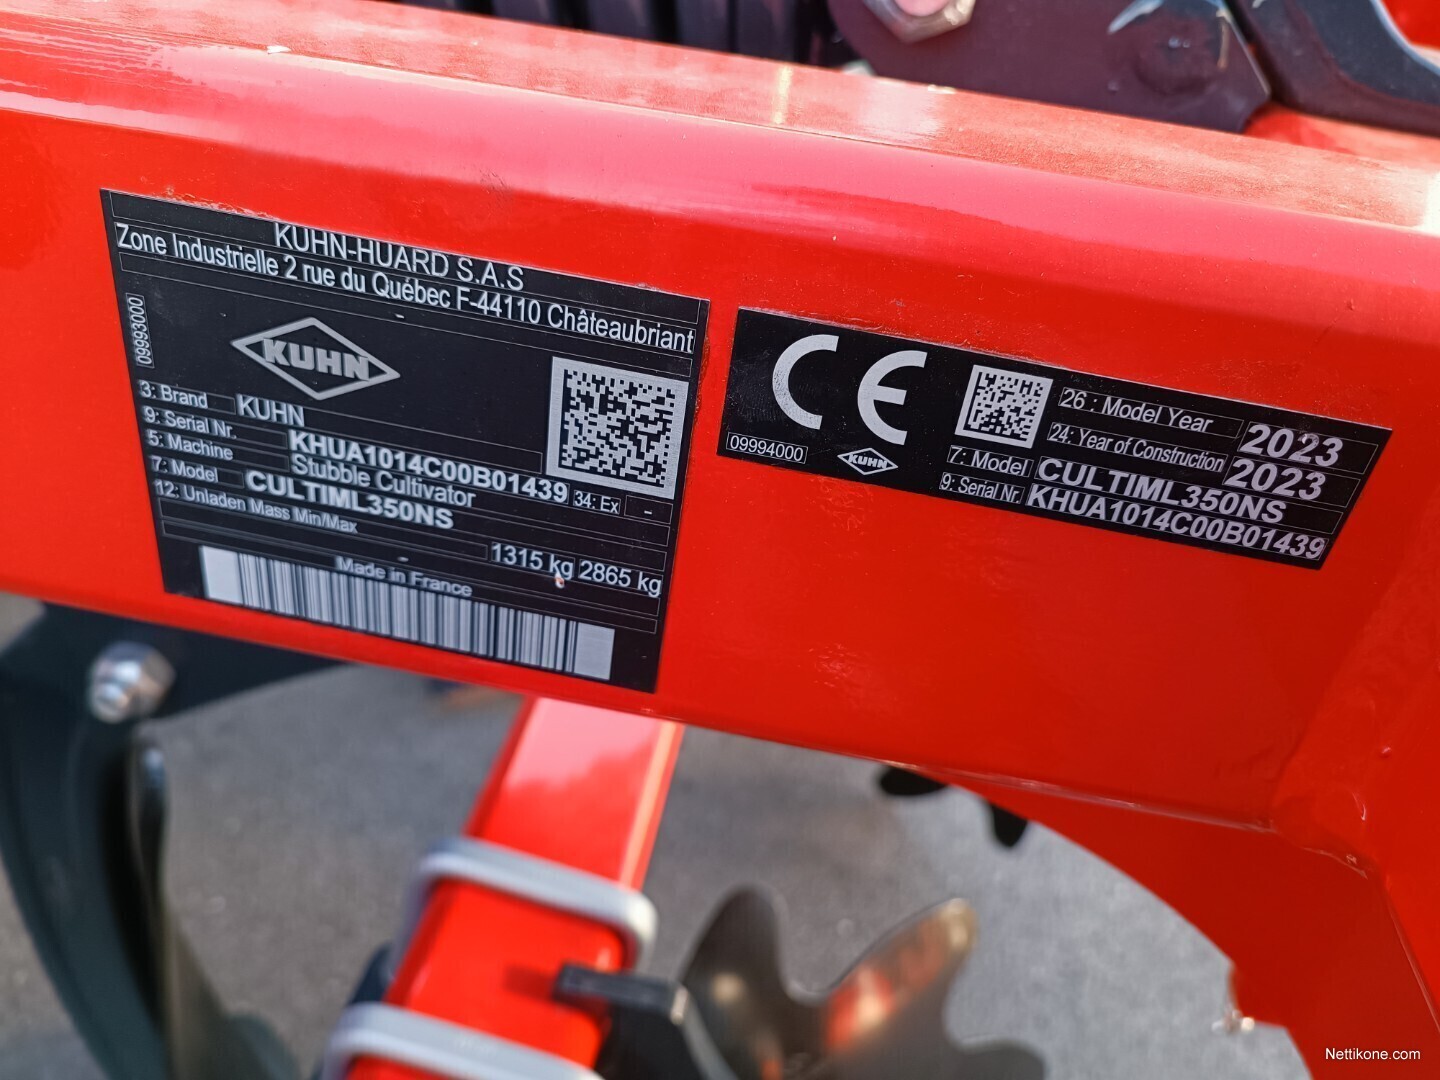 KUHN-HUARD S.A.S
Zone Industrielle 2 rue du Québec F-44110 Châteaubriant
-
09993000
KUHN
3: Brand KUHN
9: Serial Nr. KHUA1014C00B01439 34: Ex -
5: Machine Stubble Cultivator
7: Model CULTIML350NS
12: Unladen Mass Min/Max 1315 kg 2865 kg
-
Made in France
CE
09994000
KUHN
26 : Model Year 2023
24: Year of Construction 2023
7: Model CULTIML350NS
9: Serial Nr. KHUA1014C00B01439
Nettikone.com